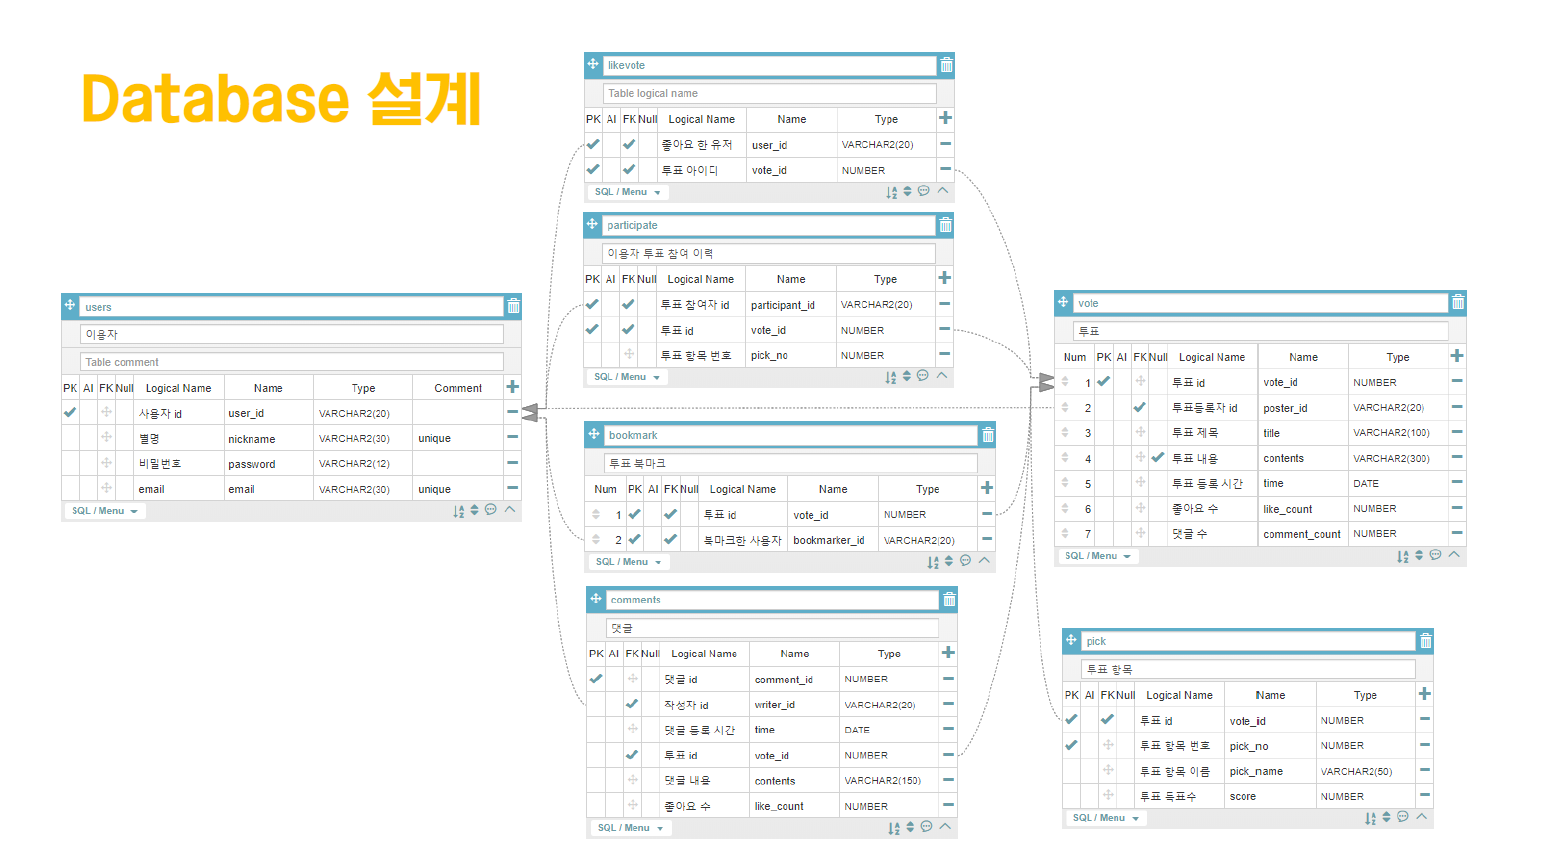 Database 설계
likevote
Table logical name
PK AI FK Null Logical Name Name Type
좋아요 한 유저 user_id VARCHAR2(20)
투표 아이디 vote_id NUMBER
SQL / Menu
participate
이용자 투표 참여 이력
PK AI FK Null Logical Name Name Type
투표 참여자 id participant_id VARCHAR2(20)
투표 id vote_id NUMBER
투표 항목 번호 pick_no NUMBER
SQL / Menu
users
이용자
Table comment
PK AI FK Null Logical Name Name Type Comment
사용자 id user_id VARCHAR2(20)
별명 nickname VARCHAR2(30) unique
비밀번호 password VARCHAR2(12)
email email VARCHAR2(30) unique
SQL / Menu
bookmark
투표 북마크
Num PK AI FK Null Logical Name Name Type
1 투표 id vote_id NUMBER
2 북마크한 사용자 bookmarker_id VARCHAR2(20)
SQL / Menu
comments
댓글
PK AI FK Null Logical Name Name Type
댓글 id comment_id NUMBER
작성자 id writer_id VARCHAR2(20)
댓글 등록 시간 time DATE
투표 id vote_id NUMBER
댓글 내용 contents VARCHAR2(150)
좋아요 수 like_count NUMBER
SQL / Menu
vote
투표
Num PK AI FK Null Logical Name Name Type
1 투표 id vote_id NUMBER
2 투표등록자 id poster_id VARCHAR2(20)
3 투표 제목 title VARCHAR2(100)
4 투표 내용 contents VARCHAR2(300)
5 투표 등록 시간 time DATE
6 좋아요 수 like_count NUMBER
7 댓글 수 comment_count NUMBER
SQL / Menu
pick
투표 항목
PK AI FK Null Logical Name Name Type
투표 id vote_id NUMBER
투표 항목 번호 pick_no NUMBER
투표 항목 이름 pick_name VARCHAR2(50)
투표 득표수 score NUMBER
SQL / Menu